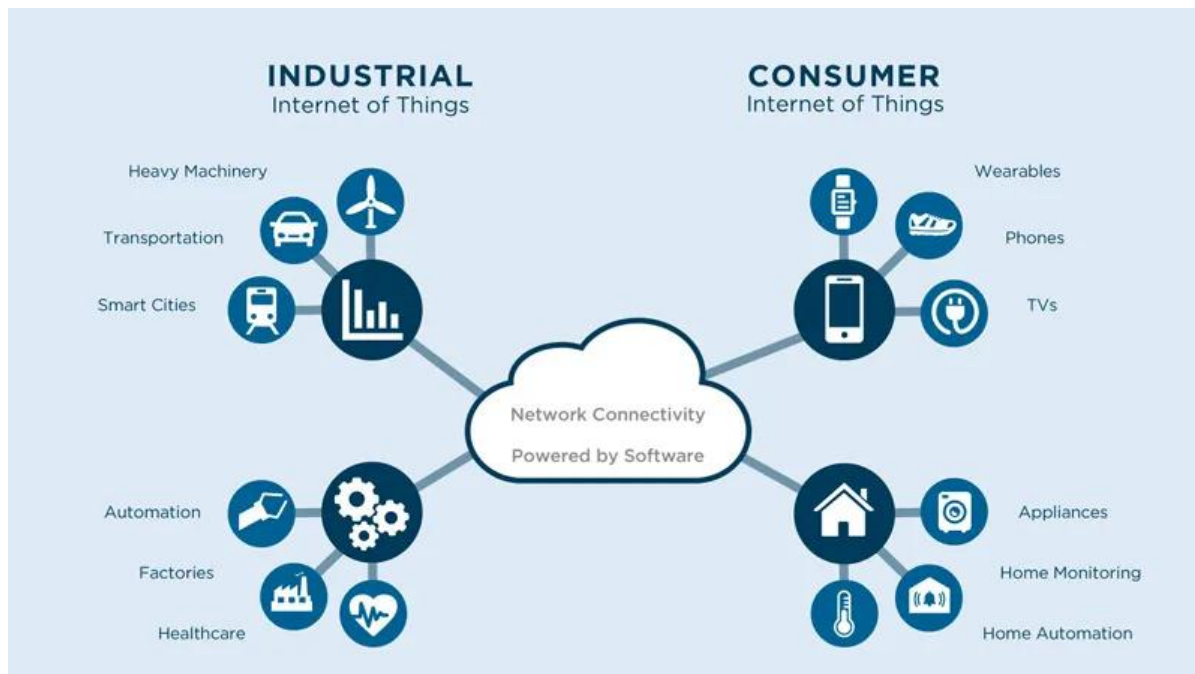 INDUSTRIAL
Internet of Things
CONSUMER
Internet of Things
Heavy Machinery
Transportation
Smart Cities
Wearables
Phones
TVs
Network Connectivity
Powered by Software
Automation
Factories
Healthcare
Appliances
Home Monitoring
Home Automation